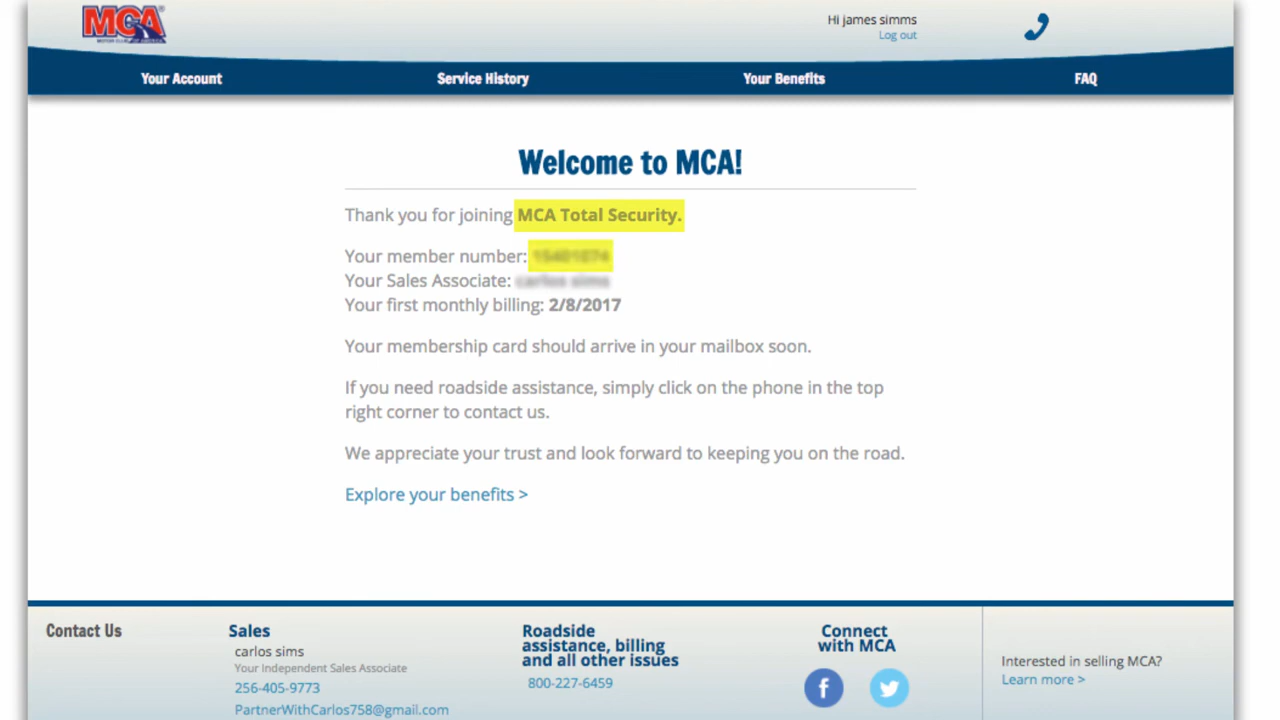 MCA
Hi james simms
Log out
Your Account
Service History
Your Benefits
FAQ
Welcome to MCA!
Thank you for joining MCA Total Security.
Your member number:
Your Sales Associate:
Your first monthly billing: 2/8/2017
Your membership card should arrive in your mailbox soon.
If you need roadside assistance, simply click on the phone in the top
right corner to contact us.
We appreciate your trust and look forward to keeping you on the road.
Explore your benefits >
Contact Us
Sales
carlos sims
Your Independent Sales Associate
256-405-9773
PartnerWithCarlos758@gmail.com
Roadside
assistance, billing
and all other issues
800-227-6459
Connect
with MCA
Interested in selling MCA?
Learn more >